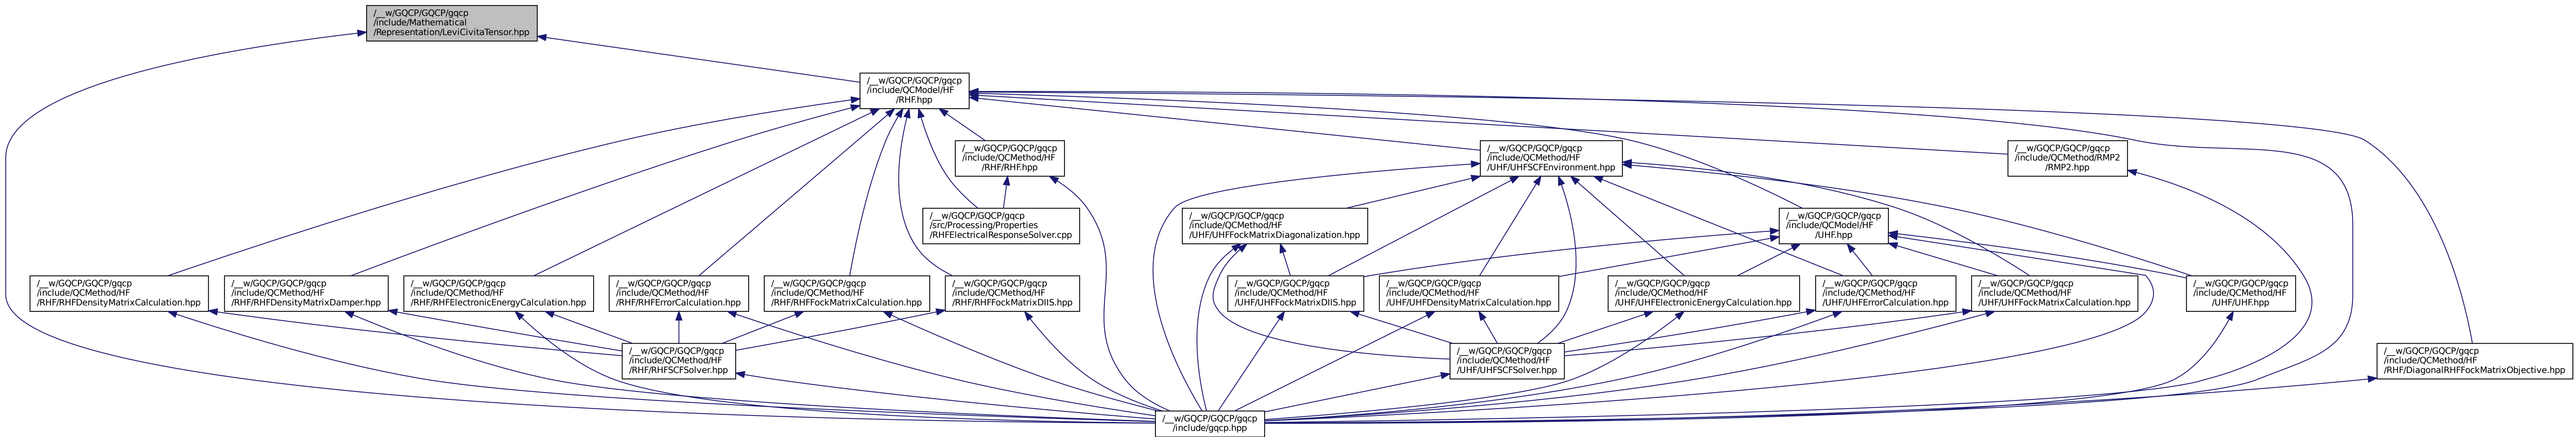 /__w/GQCP/GQCP/gqcp
/include/Mathematical
/Representation/LeviCivitaTensor.hpp
/__w/GQCP/GQCP/gqcp
/include/QCModel/HF
/RHF.hpp
/__w/GQCP/GQCP/gqcp
/include/QCMethod/HF
/RHF/RHF.hpp
/__w/GQCP/GQCP/gqcp
/include/QCMethod/HF
/UHF/UHFSCFEnvironment.hpp
/__w/GQCP/GQCP/gqcp
/include/QCMethod/RMP2
/RMP2.hpp
/__w/GQCP/GQCP/gqcp
/src/Processing/Properties
/RHFElectricalResponseSolver.cpp
/__w/GQCP/GQCP/gqcp
/include/QCMethod/HF
/UHF/UHFFockMatrixDiagonalization.hpp
/__w/GQCP/GQCP/gqcp
/include/QCModel/HF
/UHF.hpp
/__w/GQCP/GQCP/gqcp
/include/QCMethod/HF
/RHF/RHFDensityMatrixCalculation.hpp
/__w/GQCP/GQCP/gqcp
/include/QCMethod/HF
/RHF/RHFDensityMatrixDamper.hpp
/__w/GQCP/GQCP/gqcp
/include/QCMethod/HF
/RHF/RHFElectronicEnergyCalculation.hpp
/__w/GQCP/GQCP/gqcp
/include/QCMethod/HF
/RHF/RHFErrorCalculation.hpp
/__w/GQCP/GQCP/gqcp
/include/QCMethod/HF
/RHF/RHFFockMatrixCalculation.hpp
/__w/GQCP/GQCP/gqcp
/include/QCMethod/HF
/RHF/RHFFockMatrixDIIS.hpp
/__w/GQCP/GQCP/gqcp
/include/QCMethod/HF
/UHF/UHFFockMatrixDIIS.hpp
/__w/GQCP/GQCP/gqcp
/include/QCMethod/HF
/UHF/UHFDensityMatrixCalculation.hpp
/__w/GQCP/GQCP/gqcp
/include/QCMethod/HF
/UHF/UHFElectronicEnergyCalculation.hpp
/__w/GQCP/GQCP/gqcp
/include/QCMethod/HF
/UHF/UHFErrorCalculation.hpp
/__w/GQCP/GQCP/gqcp
/include/QCMethod/HF
/UHF/UHFFockMatrixCalculation.hpp
/__w/GQCP/GQCP/gqcp
/include/QCMethod/HF
/UHF/UHF.hpp
/__w/GQCP/GQCP/gqcp
/include/QCMethod/HF
/RHF/RHFSCFSolver.hpp
/__w/GQCP/GQCP/gqcp
/include/QCMethod/HF
/UHF/UHFSCFSolver.hpp
/__w/GQCP/GQCP/gqcp
/include/QCMethod/HF
/RHF/DiagonalRHFFockMatrixObjective.hpp
/__w/GQCP/GQCP/gqcp
/include/gqcp.hpp